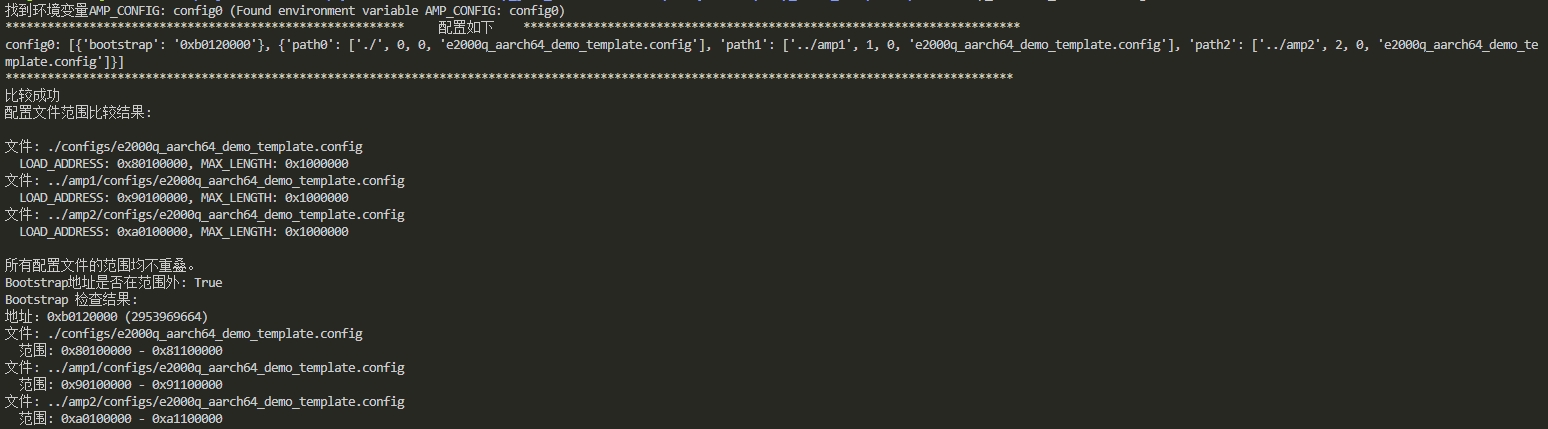 找到环境变量AMP_CONFIG: config0 (Found environment variable AMP_CONFIG: config0)
********************************************************* 配置如下 ***********************************************************************
config0: [{'bootstrap': '0xb0120000'}, {'path0': ['./', 0, 0, 'e2000q_aarch64_demo_template.config'], 'path1': ['../amp1', 1, 0, 'e2000q_aarch64_demo_template.config'], 'path2': ['../amp2', 2, 0, 'e2000q_aarch64_demo_te
mplate.config']}]
************************************************************************************************************************************************
比较成功
配置文件范围比较结果:
文件: ./configs/e2000q_aarch64_demo_template.config
LOAD_ADDRESS: 0x80100000, MAX_LENGTH: 0x1000000
文件: ../amp1/configs/e2000q_aarch64_demo_template.config
LOAD_ADDRESS: 0x90100000, MAX_LENGTH: 0x1000000
文件: ../amp2/configs/e2000q_aarch64_demo_template.config
LOAD_ADDRESS: 0xa0100000, MAX_LENGTH: 0x1000000
所有配置文件的范围均不重叠。
Bootstrap地址是否在范围外: True
Bootstrap 检查结果:
地址: 0xb0120000 (2953969664)
文件: ./configs/e2000q_aarch64_demo_template.config
范围: 0x80100000 - 0x81100000
文件: ../amp1/configs/e2000q_aarch64_demo_template.config
范围: 0x90100000 - 0x91100000
文件: ../amp2/configs/e2000q_aarch64_demo_template.config
范围: 0xa0100000 - 0xa1100000